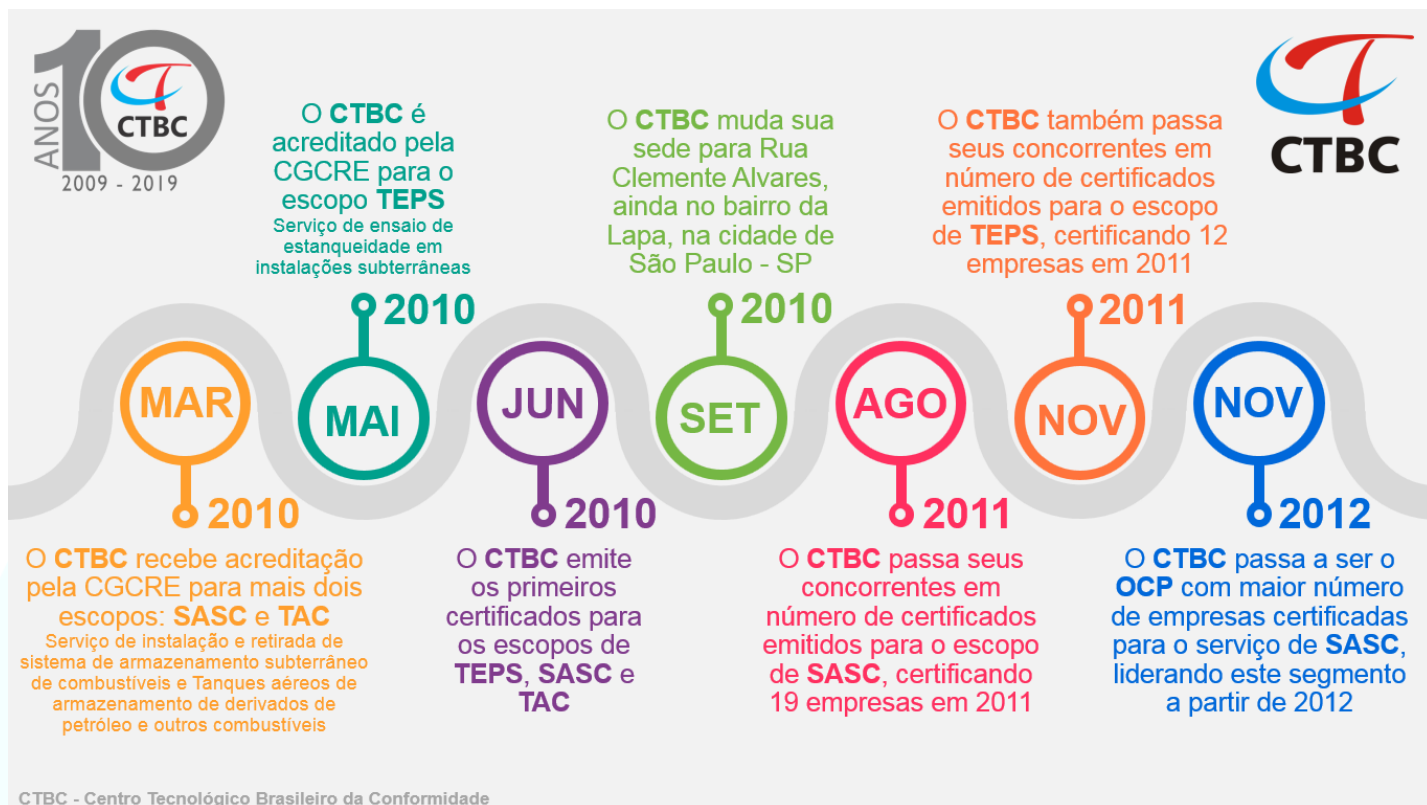 ANOS
10
CTBC
2009 - 2019
CTBC
O CTBC é
acreditado pela
CGCRE para o
escopo TEPS
Serviço de ensaio de
estanqueidade em
instalações subterrâneas
2010
O CTBC muda sua
sede para Rua
Clemente Alvares,
ainda no bairro da
Lapa, na cidade de
São Paulo - SP
2010
O CTBC também passa
seus concorrentes em
número de certificados
emitidos para o escopo
de TEPS, certificando 12
empresas em 2011
2011
MAR
MAI
JUN
SET
AGO
NOV
NOV
2010
O CTBC recebe acreditação
pela CGCRE para mais dois
escopos: SASC e TAC
Serviço de instalação e retirada de
sistema de armazenamento subterrâneo
de combustíveis e Tanques aéreos de
armazenamento de derivados de
petróleo e outros combustíveis
2010
O CTBC emite
os primeiros
certificados para
os escopos de
TEPS, SASC e
TAC
2011
O CTBC passa seus
concorrentes em
número de certificados
emitidos para o escopo
de SASC, certificando
19 empresas em 2011
2012
O CTBC passa a ser o
OCP com maior número
de empresas certificadas
para o serviço de SASC,
liderando este segmento
a partir de 2012
CTBC - Centro Tecnológico Brasileiro da Conformidade